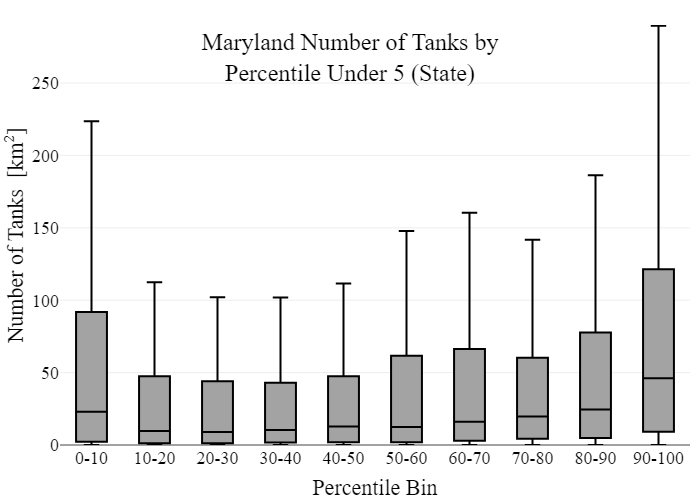 Maryland Number of Tanks by
Percentile Under 5 (State)
Number of Tanks [km²]
250
200
150
100
50
0
0-10 10-20 20-30 30-40 40-50 50-60 60-70 70-80 80-90 90-100
Percentile Bin